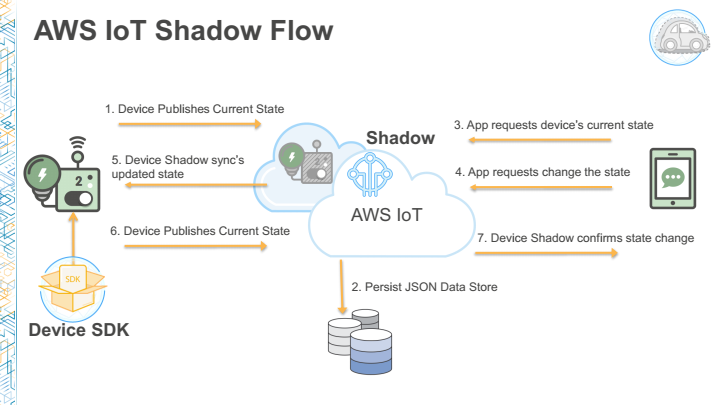 AWS IoT Shadow Flow
1. Device Publishes Current State
Shadow
3. App requests device's current state
5. Device Shadow sync's
updated state
4. App requests change the state
2
AWS IoT
6. Device Publishes Current State
7. Device Shadow confirms state change
SDK
2. Persist JSON Data Store
Device SDK